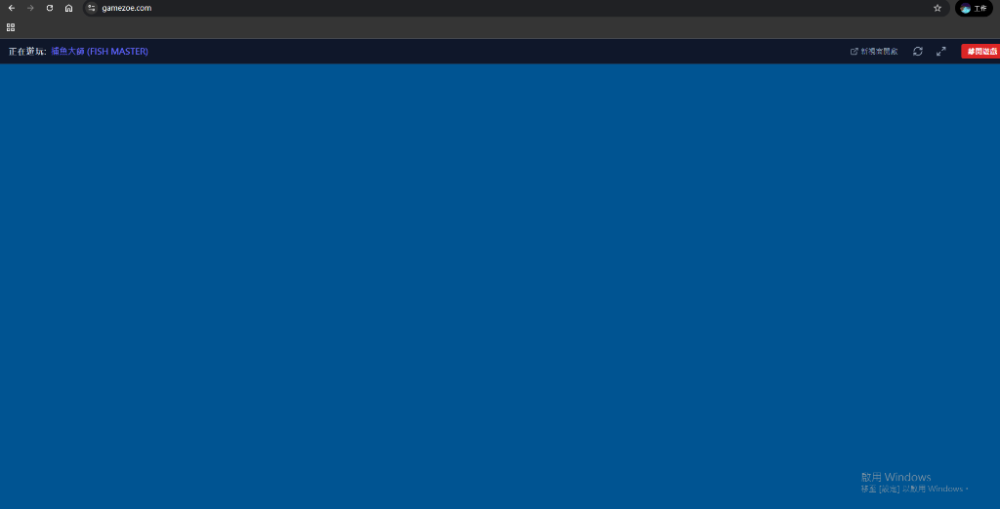 gamezoe.com
工作
正在遊玩: 捕魚大師 (FISH MASTER)
新視窗開啟
離開遊戲
啟用 Windows
移至 [設定] 以啟用 Windows。